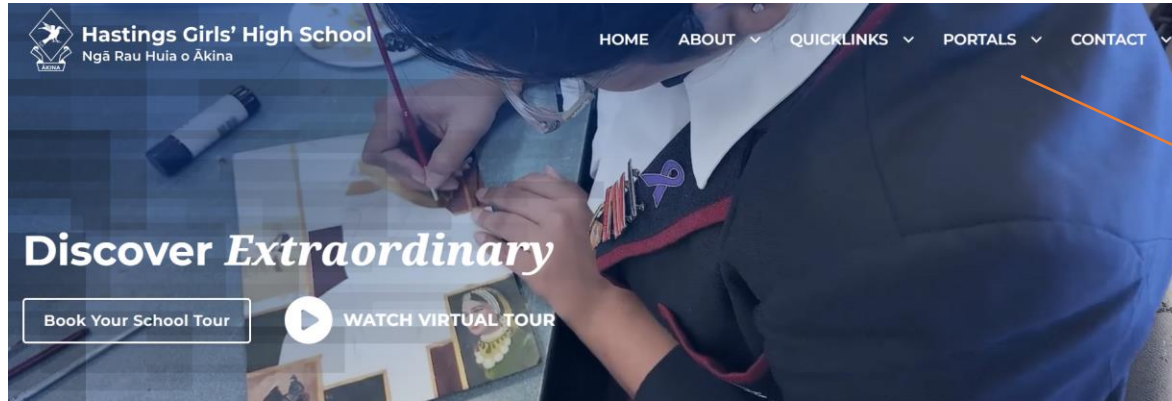 Hastings Girls' High School
Ngā Rau Huia o Ākina
ĀKINA
HOME ABOUT QUICKLINKS PORTALS CONTACT
Discover Extraordinary
Book Your School Tour WATCH VIRTUAL TOUR